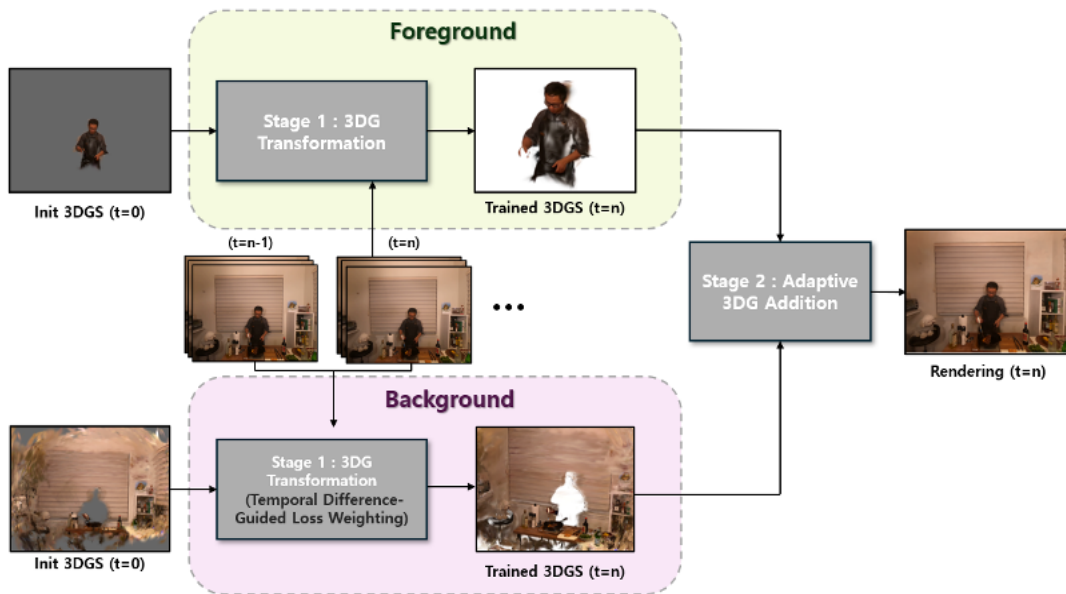 Foreground
Stage 1 : 3DG
Transformation
Init 3DGS (t=0)
Trained 3DGS (t=n)
(t=n-1)
(t=n)
...
Stage 2 : Adaptive
3DG Addition
Rendering (t=n)
Background
Stage 1 : 3DG
Transformation
(Temporal Difference-
Guided Loss Weighting)
Init 3DGS (t=0)
Trained 3DGS (t=n)